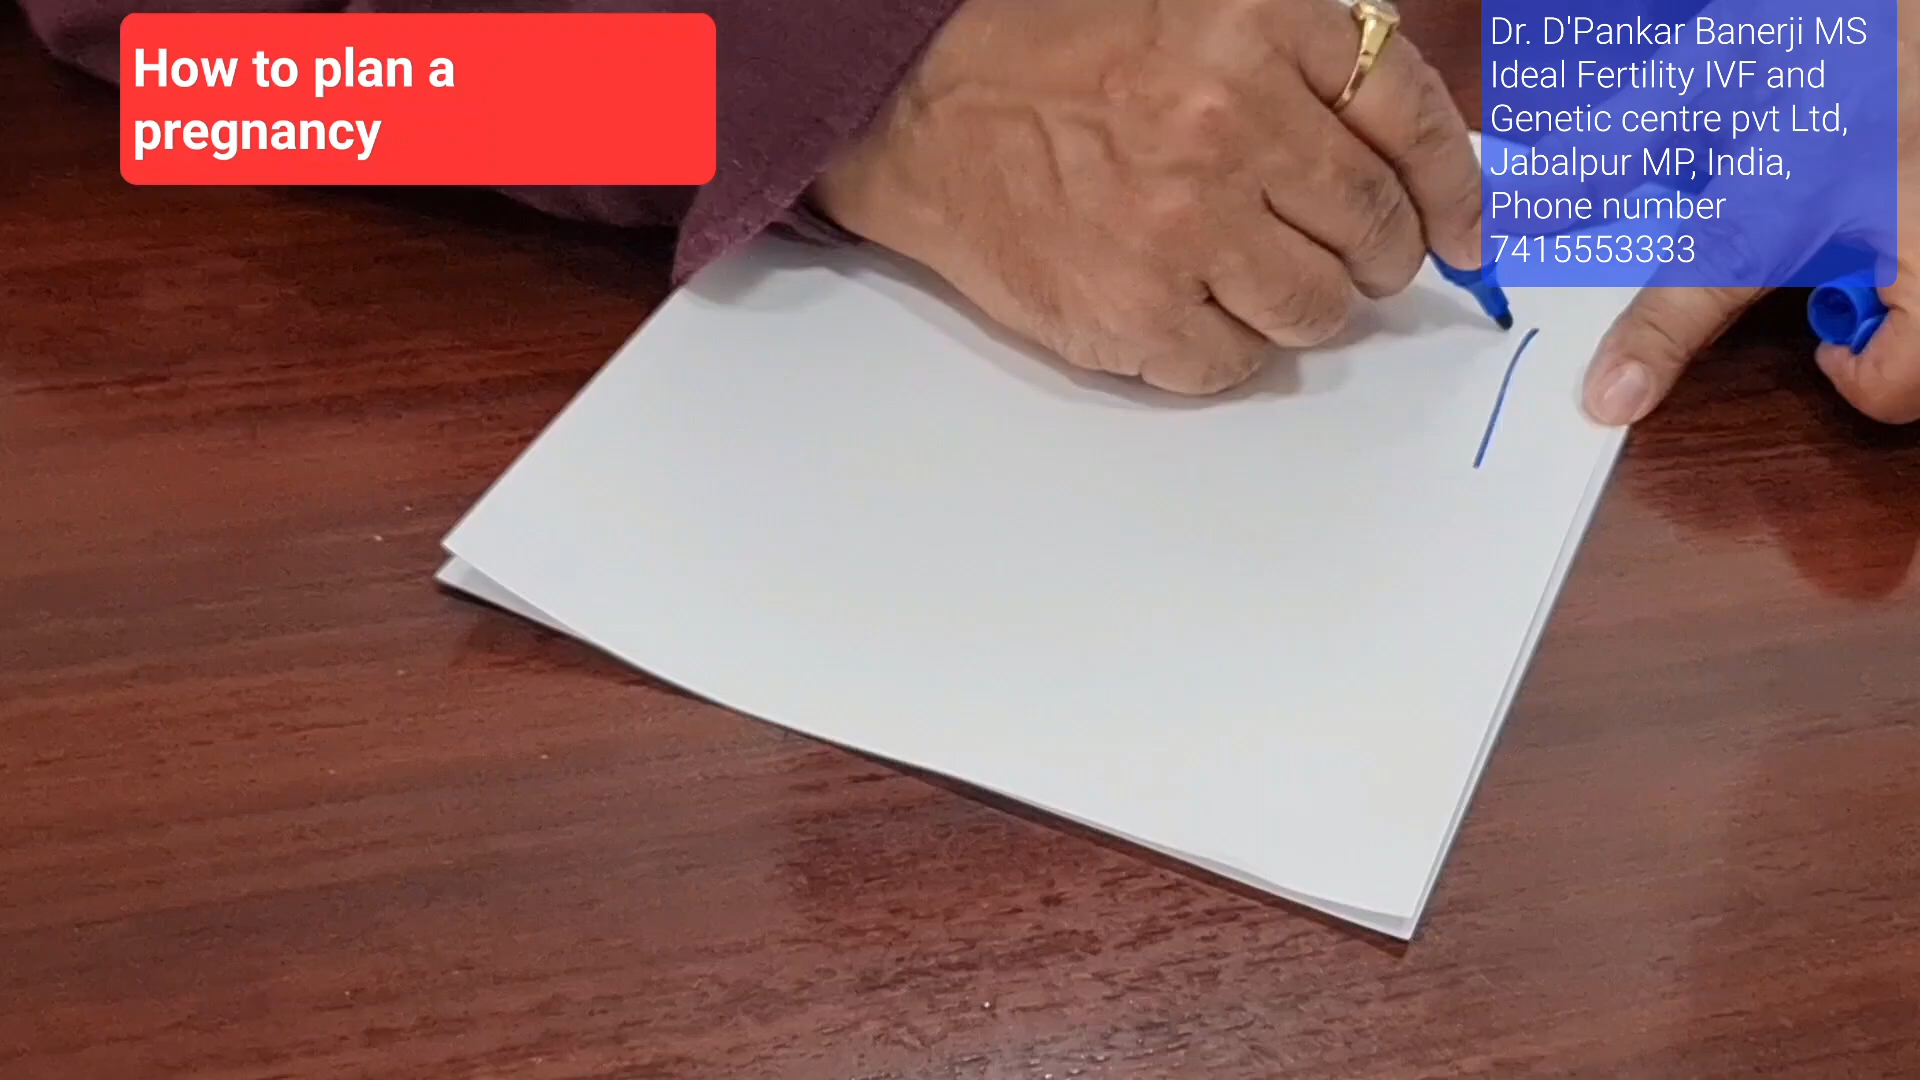 How to plan a
pregnancy
Dr. D'Pankar Banerji MS
Ideal Fertility IVF and
Genetic centre pvt Ltd,
Jabalpur MP, India,
Phone number
7415553333